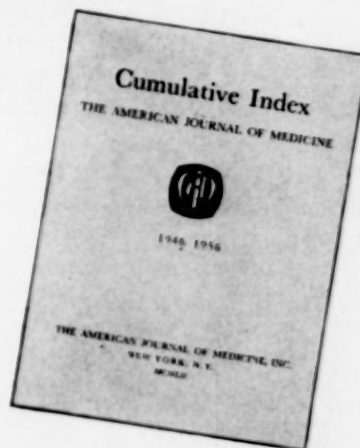 Cumulative Index
THE AMERICAN JOURNAL OF MEDICINE
1946 1956
THE AMERICAN JOURNAL OF MEDICINE, INC.
NEW YORK, N. Y.